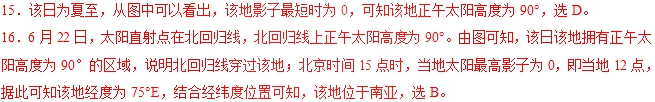 15．该日为夏至，从图中可以看出，该地影子最短时为 0，可知该地正午太阳高度为 90°，选 D。
16．6 月 22 日，太阳直射点在北回归线，北回归线上正午太阳高度为 90°。由图可知，该日该地拥有正午太
阳高度为 90°的区域，说明北回归线穿过该地；北京时间 15 点时，当地太阳最高影子为 0，即当地 12 点，
据此可知该地经度为 75°E，结合经纬度位置可知，该地位于南亚，选 B。